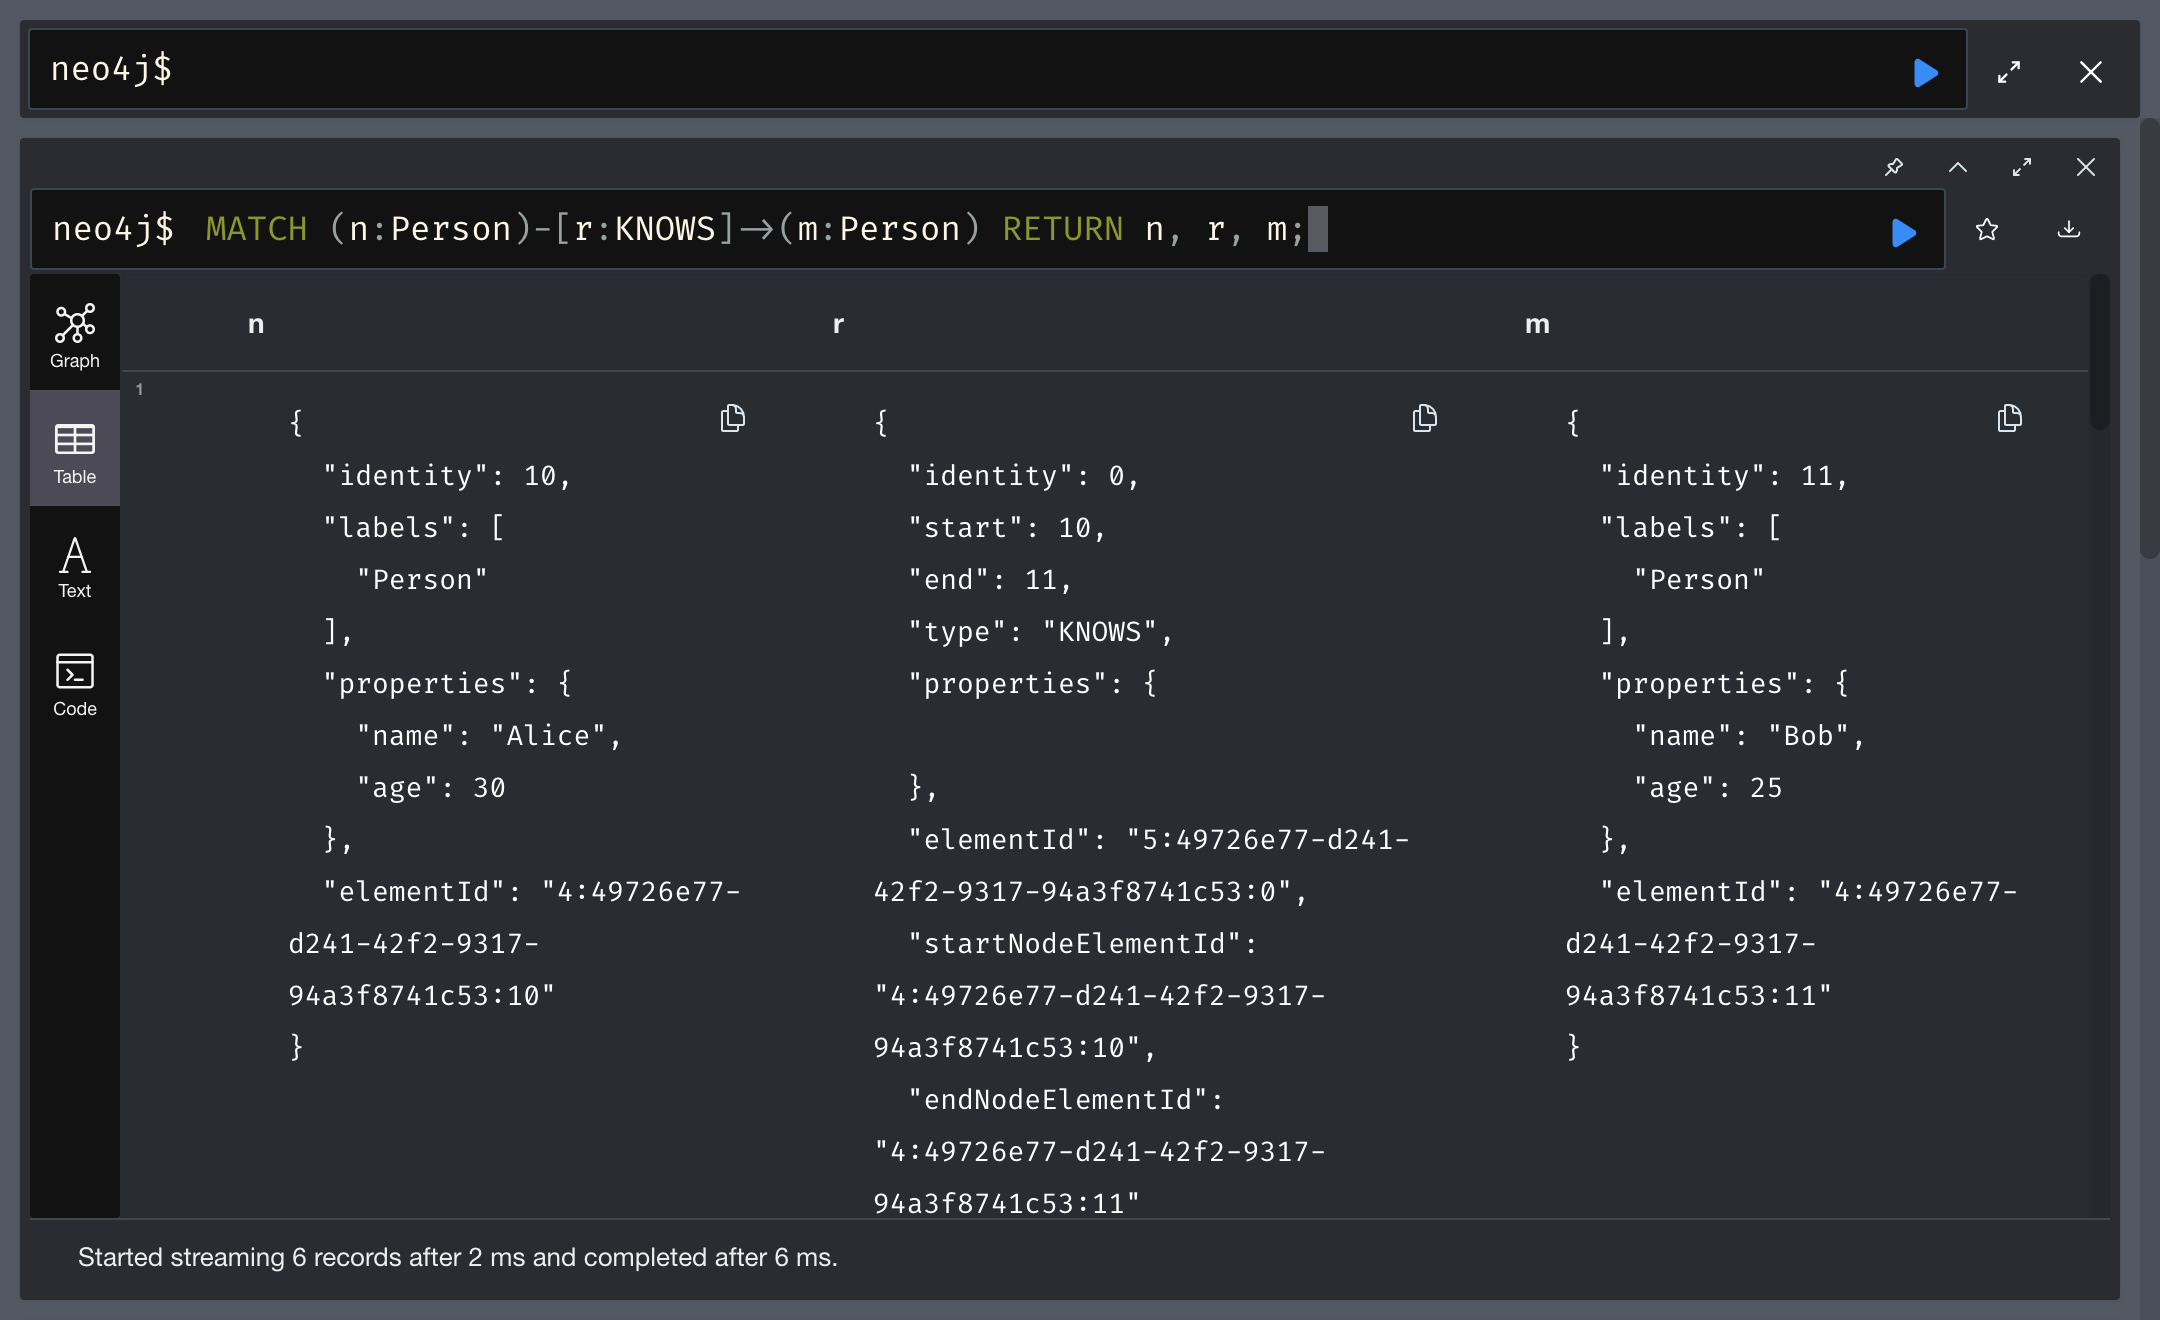 neo4j$
neo4j$ MATCH (n:Person)-[r:KNOWS]->(m:Person) RETURN n, r, m;
Graph
Table
Text
Code
n
r
m
1
{
  "identity": 10,
  "labels": [
    "Person"
  ],
  "properties": {
    "name": "Alice",
    "age": 30
  },
  "elementId": "4:49726e77-
d241-42f2-9317-
94a3f8741c53:10"
}
{
  "identity": 0,
  "start": 10,
  "end": 11,
  "type": "KNOWS",
  "properties": {
  },
  "elementId": "5:49726e77-d241-
42f2-9317-94a3f8741c53:0",
  "startNodeElementId":
"4:49726e77-d241-42f2-9317-
94a3f8741c53:10",
  "endNodeElementId":
"4:49726e77-d241-42f2-9317-
94a3f8741c53:11"
{
  "identity": 11,
  "labels": [
    "Person"
  ],
  "properties": {
    "name": "Bob",
    "age": 25
  },
  "elementId": "4:49726e77-
d241-42f2-9317-
94a3f8741c53:11"
}
Started streaming 6 records after 2 ms and completed after 6 ms.